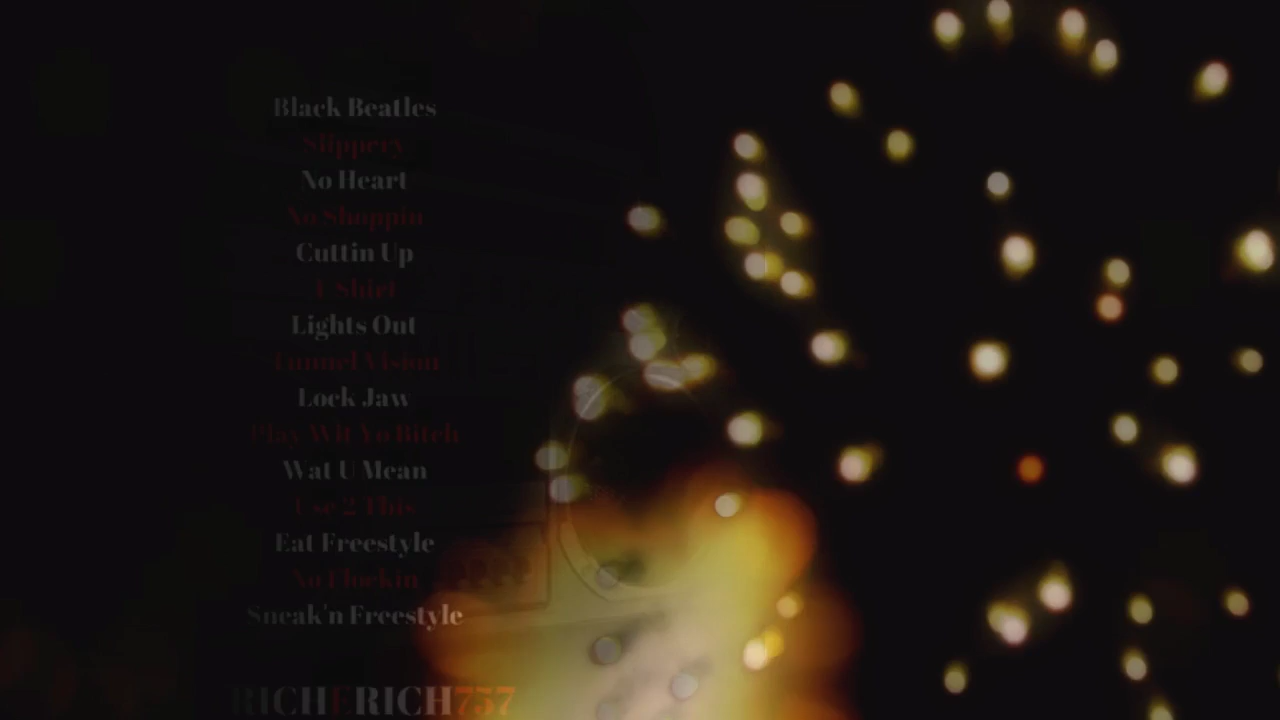 Black Beatles
Slippery
No Heart
No Shoppin
Cuttin Up
T-Shirt
Lights Out
Tunnel Vision
Lock Jaw
Play Wit Yo Bitch
Wat U Mean
Use 2 This
Eat Freestyle
No Flockin
Sneak'n Freestyle
RICHERICH757